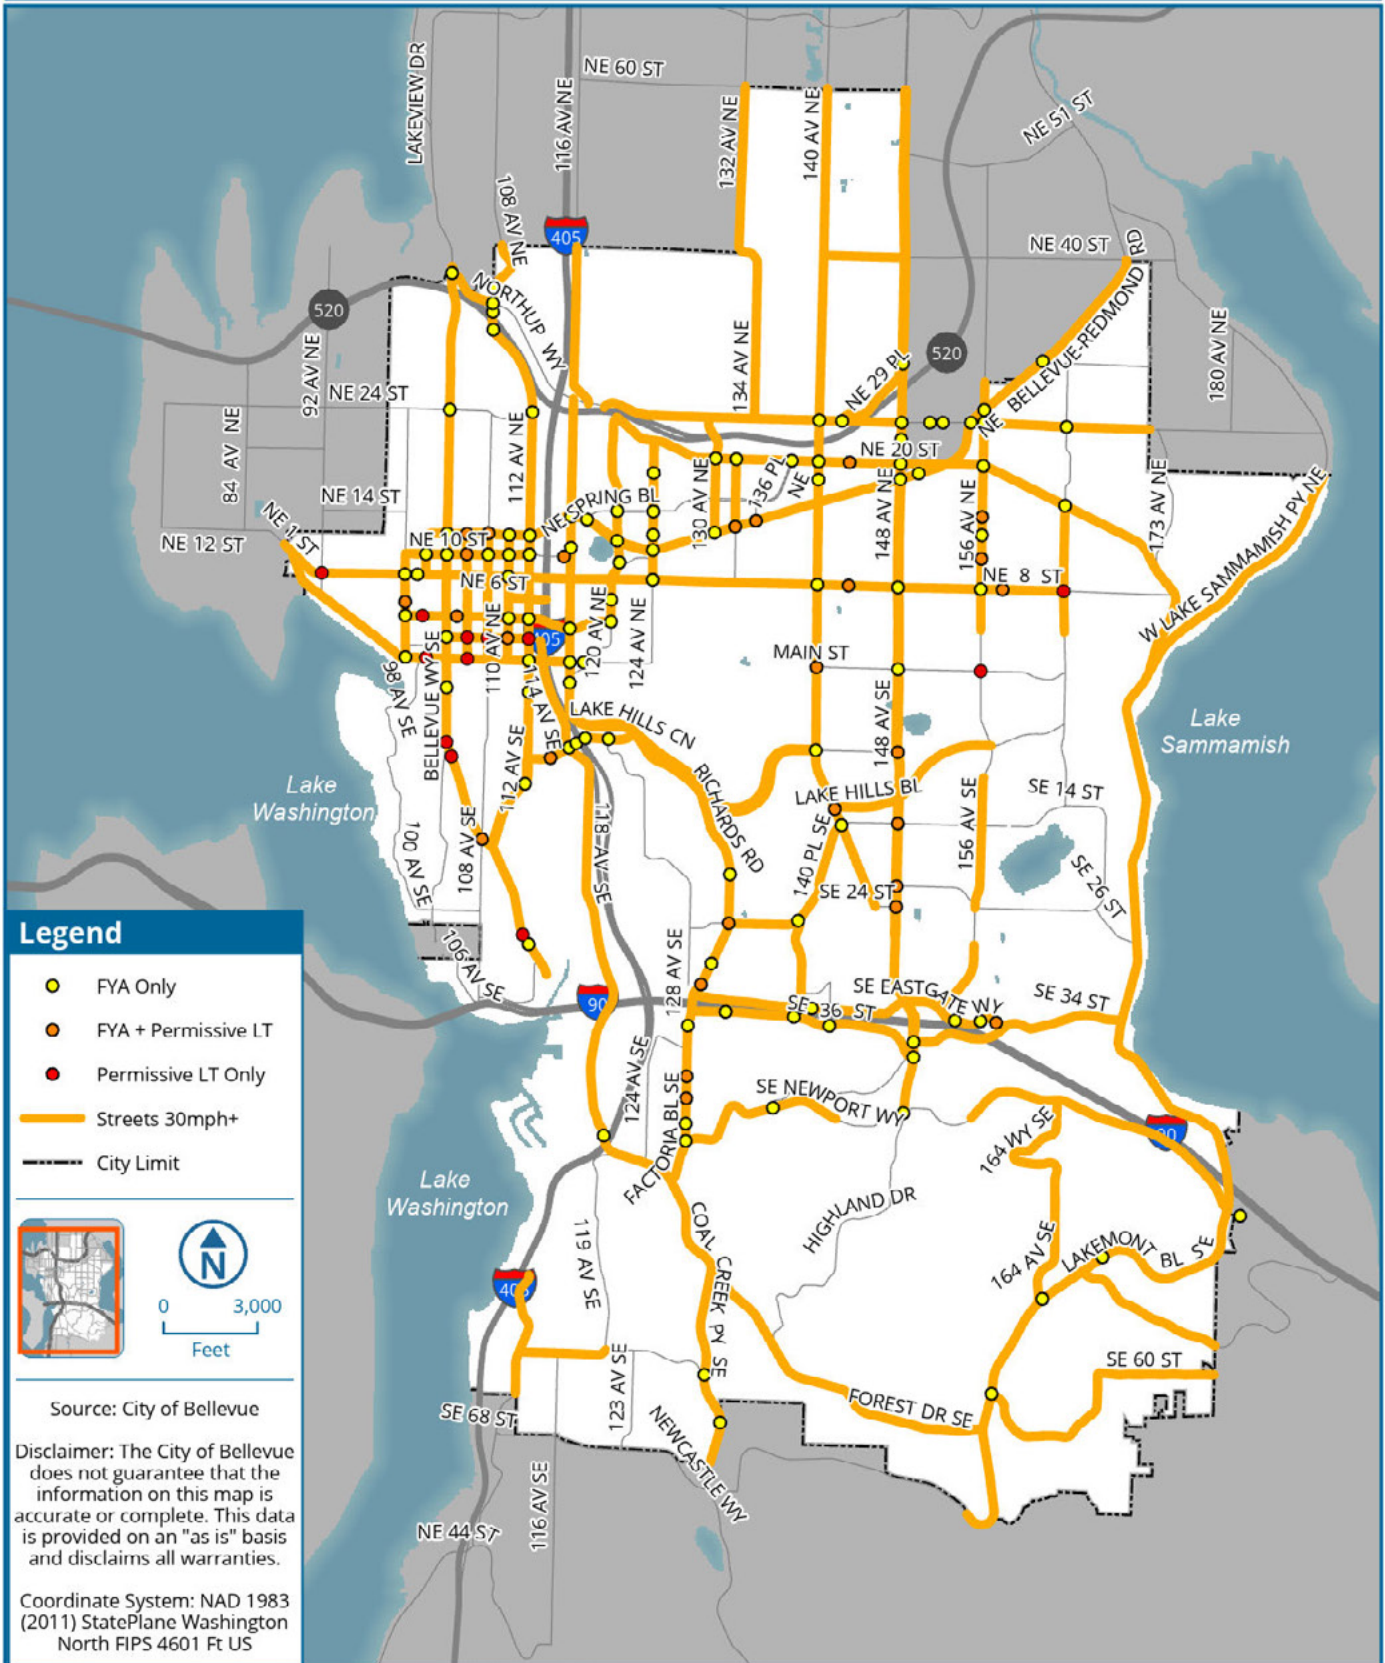 NE 60 ST
LAKEVIEW DR
116 AV NE
132 AV NE
140 AV NE
NE 51 ST
108 AV NE
405
NE 40 ST
NE BELLEVUE-REDMOND RD
520
NORTHUP WY
92 AV NE
134 AV NE
NE 29 PL
520
180 AV NE
NE 24 ST
84 AV NE
112 AV NE
NE 20 ST
136 PL NE
130 AV NE
148 AV NE
156 AV NE
173 AV NE
NE 14 ST
NE SPRING BL
NE 1 ST
NE 12 ST
NE 10 ST
NE 6 ST
NE 8 ST
W LAKE SAMMAMISH PY NE
120 AV NE
124 AV NE
110 AV NE
405
MAIN ST
98 AV SE
BELLEVUE WY SE
114 AV SE
LAKE HILLS CN
148 AV SE
Lake
Sammamish
112 AV SE
RICHARDS RD
LAKE HILLS BL
SE 14 ST
Lake
Washington
100 AV SE
108 AV SE
118 AV SE
140 PL SE
156 AV SE
SE 24 ST
SE 26 ST
106 AV SE
128 AV SE
90
SE EASTGATE WY
SE 34 ST
SE 36 ST
124 AV SE
FACTORIA BL SE
SE NEWPORT WY
164 WY SE
90
Lake
Washington
COAL CREEK PY SE
HIGHLAND DR
119 AV SE
164 AV SE
LAKEMONT BL SE
405
123 AV SE
SE 60 ST
FOREST DR SE
SE 68 ST
NEWCASTLE WY
116 AV SE
NE 44 ST
Legend
FYA Only
FYA + Permissive LT
Permissive LT Only
Streets 30mph+
City Limit
N
0 3,000
Feet
Source: City of Bellevue
Disclaimer: The City of Bellevue
does not guarantee that the
information on this map is
accurate or complete. This data
is provided on an "as is" basis
and disclaims all warranties.
Coordinate System: NAD 1983
(2011) StatePlane Washington
North FIPS 4601 Ft US